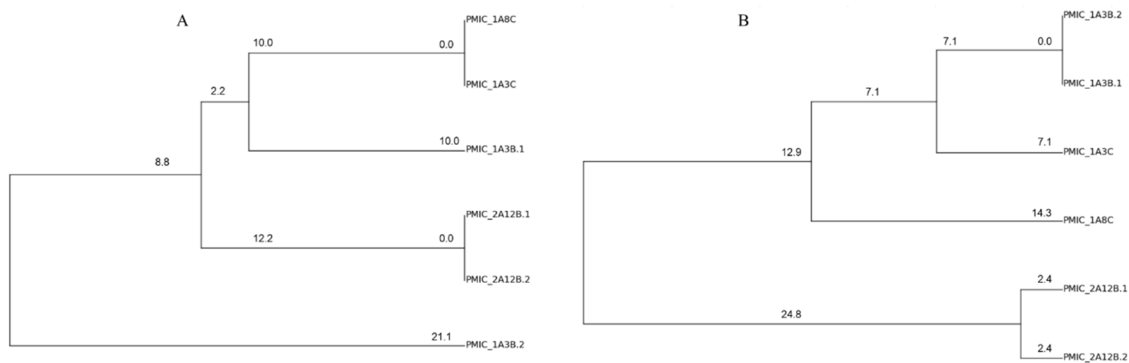 A
PMIC_1A8C
10.0
0.0
PMIC_1A3C
2.2
10.0
PMIC_1A3B.1
8.8
PMIC_2A12B.1
12.2
0.0
PMIC_2A12B.2
21.1
PMIC_1A3B.2
B
PMIC_1A3B.2
7.1
0.0
PMIC_1A3B.1
7.1
7.1
PMIC_1A3C
12.9
14.3
PMIC_1A8C
2.4
PMIC_2A12B.1
24.8
2.4
PMIC_2A12B.2